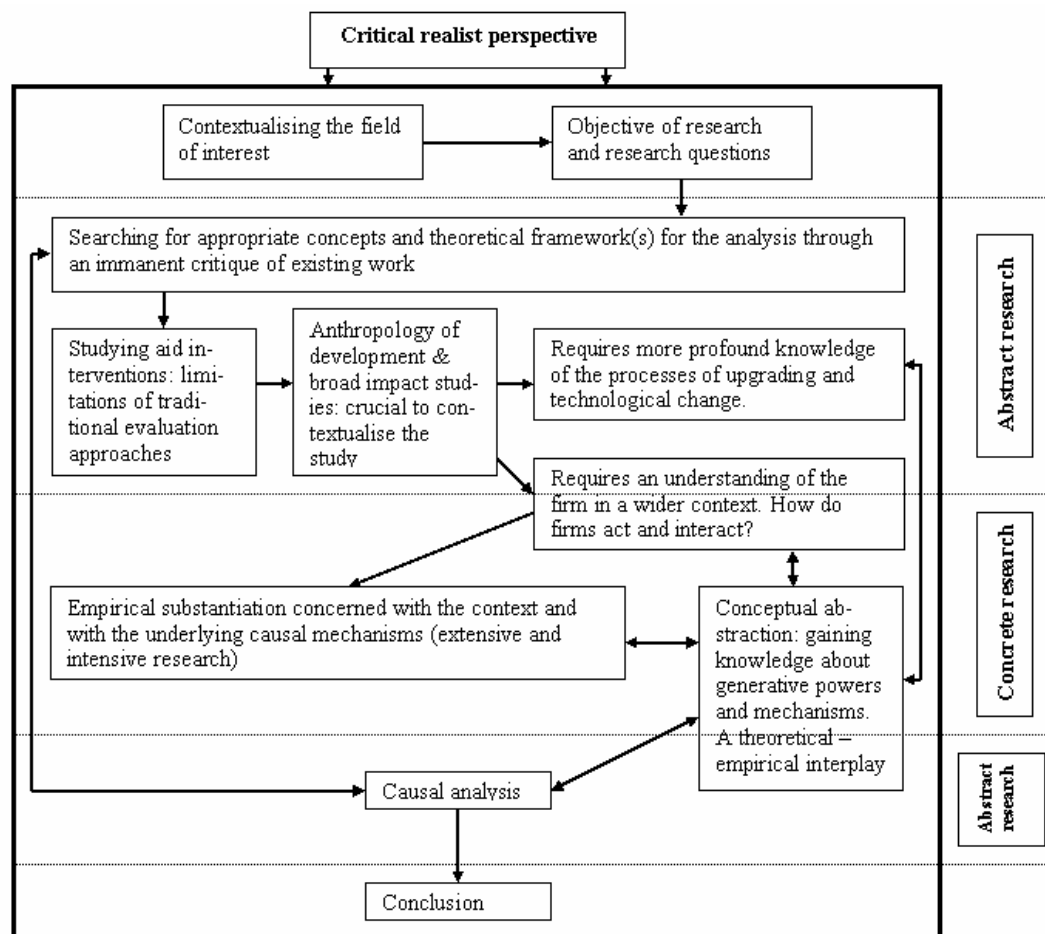 Critical realist perspective
Contextualising the field
of interest
Objective of research
and research questions
Searching for appropriate concepts and theoretical framework(s) for the analysis through
an immanent critique of existing work
Studying aid in-
terventions: limi-
tations of tradi-
tional evaluation
approaches
Anthropology of
development &
broad impact stud-
ies: crucial to con-
textualise the
study
Requires more profound knowledge
of the processes of upgrading and
technological change.
Requires an understanding of the
firm in a wider context. How do
firms act and interact?
Empirical substantiation concerned with the context and
with the underlying causal mechanisms (extensive and
intensive research)
Conceptual ab-
straction: gaining
knowledge about
generative powers
and mechanisms.
A theoretical –
empirical interplay
Causal analysis
Conclusion
Abstract research
Concrete research
Abstract
research